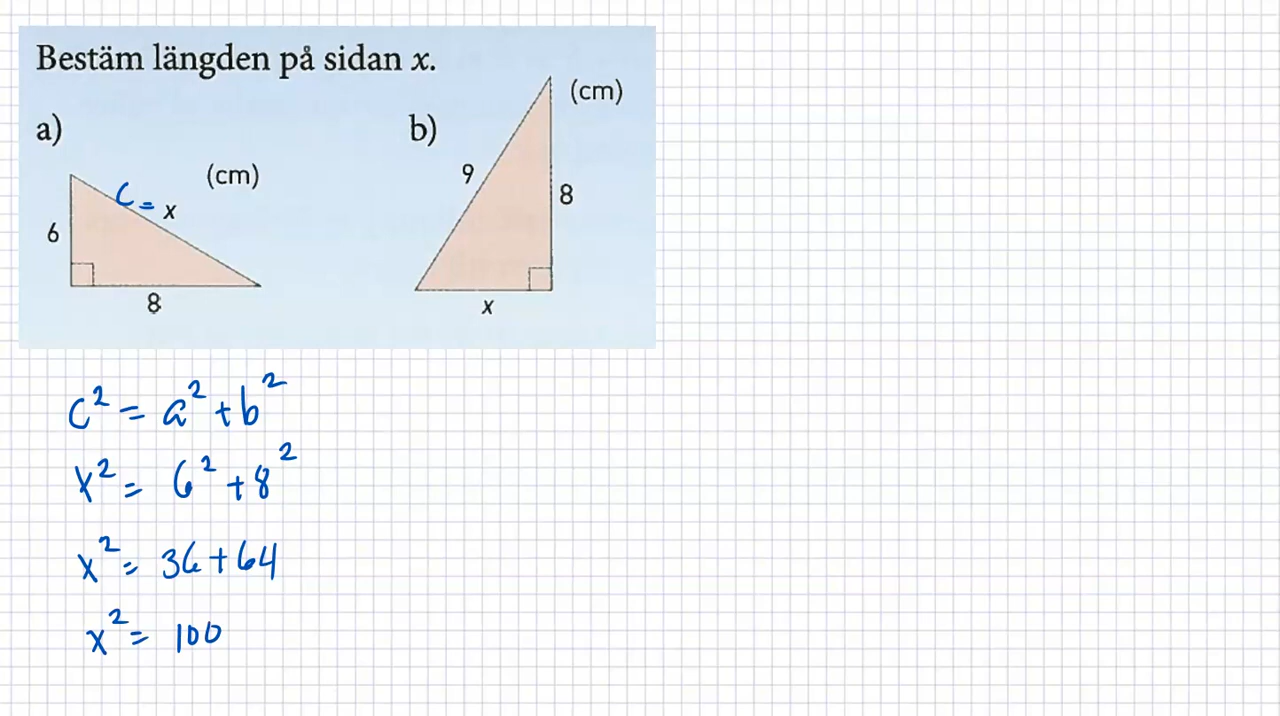 Bestäm längden på sidan x.
a)
(cm)
6
C = x
8
b)
(cm)
9
8
x
c² = a² + b²
x² = 6² + 8²
x² = 36 + 64
x² = 100